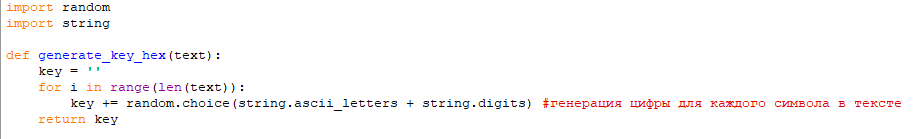 import random
import string
def generate_key_hex(text):
    key = ''
    for i in range(len(text)):
        key += random.choice(string.ascii_letters + string.digits) #генерация цифры для каждого символа в тексте
    return key